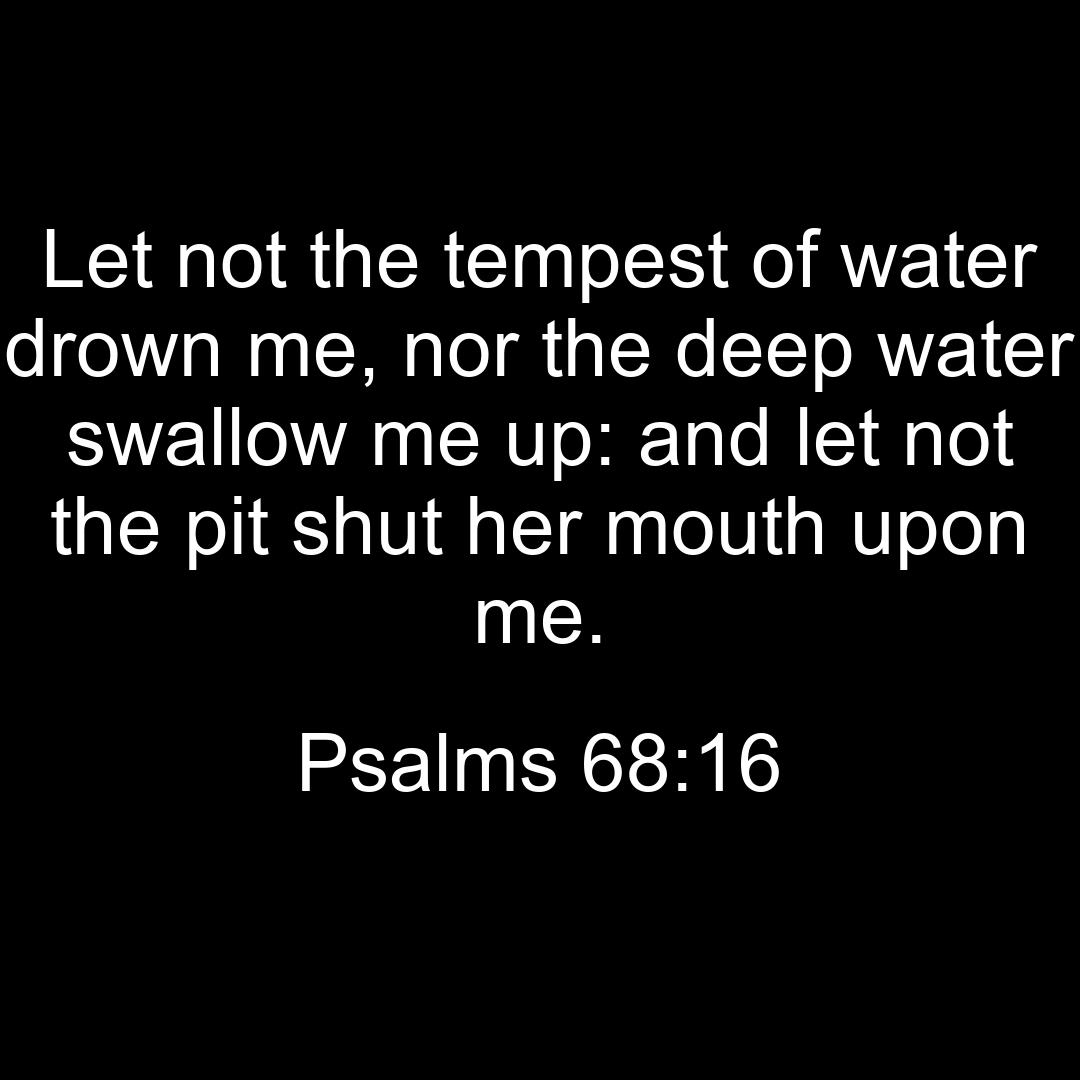 Let not the tempest of water
drown me, nor the deep water
swallow me up: and let not
the pit shut her mouth upon
me.
Psalms 68:16